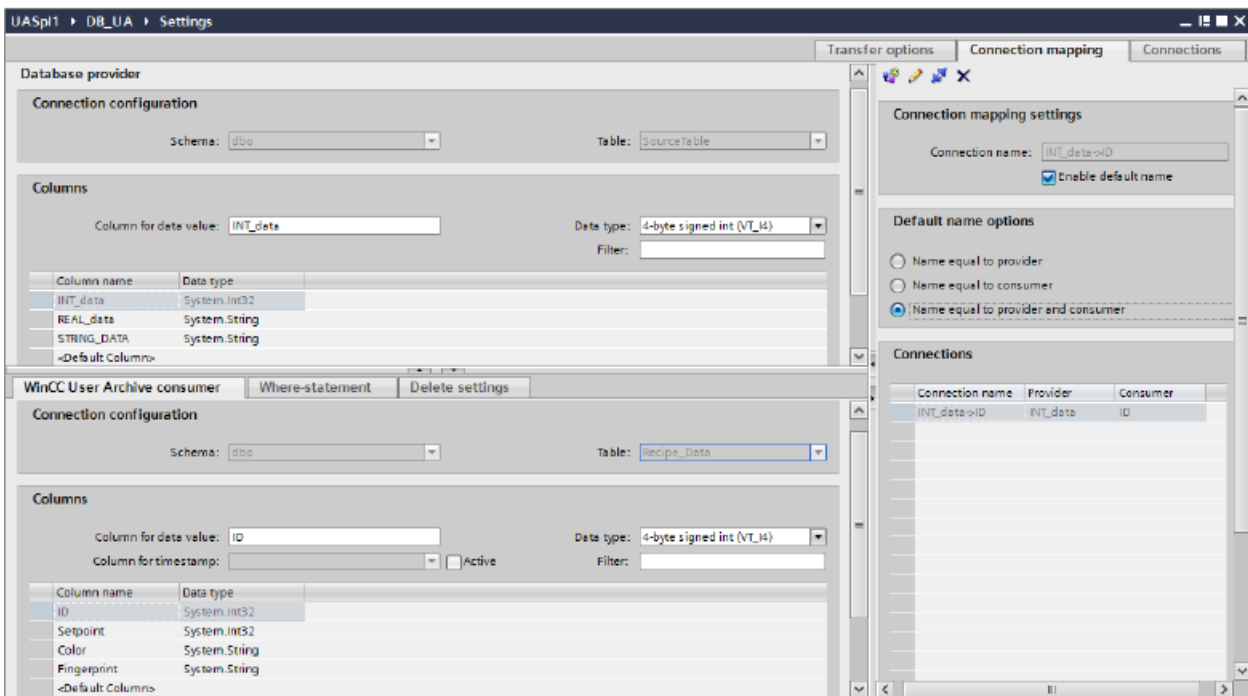 UASpl1 ▸ DB_UA ▸ Settings
Transfer options Connection mapping Connections
Database provider
Connection configuration
Schema: dbo Table: SourceTable
Columns
Column for data value: INT_data Data type: 4-byte signed int (VT_I4)
Filter:
Column name Data type
INT_data System.Int32
REAL_data System.String
STRING_DATA System.String
<Default Column>
WinCC User Archive consumer Where-statement Delete settings
Connection configuration
Schema: dbo Table: Recipe_Data
Columns
Column for data value: ID Data type: 4-byte signed int (VT_I4)
Column for timestamp: Active Filter:
Column name Data type
ID System.Int32
Setpoint System.Int32
Color System.String
Fingerprint System.String
<Default Column>
Connection mapping settings
Connection name: INT_data->ID
Enable default name
Default name options
Name equal to provider
Name equal to consumer
Name equal to provider and consumer
Connections
Connection name Provider Consumer
INT_data->ID INT_data ID